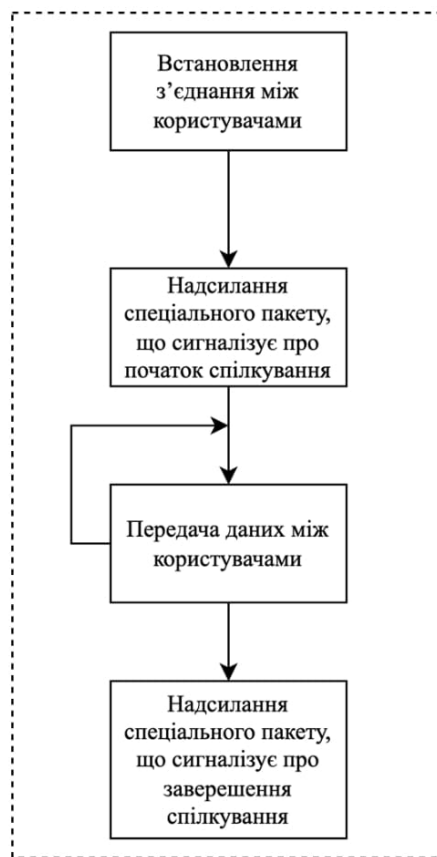 Встановлення
з’єднання між
користувачами
Надсилання
спеціального пакету,
що сигналізує про
початок спілкування
Передача даних між
користувачами
Надсилання
спеціального пакету,
що сигналізує про
заверешення
спілкування